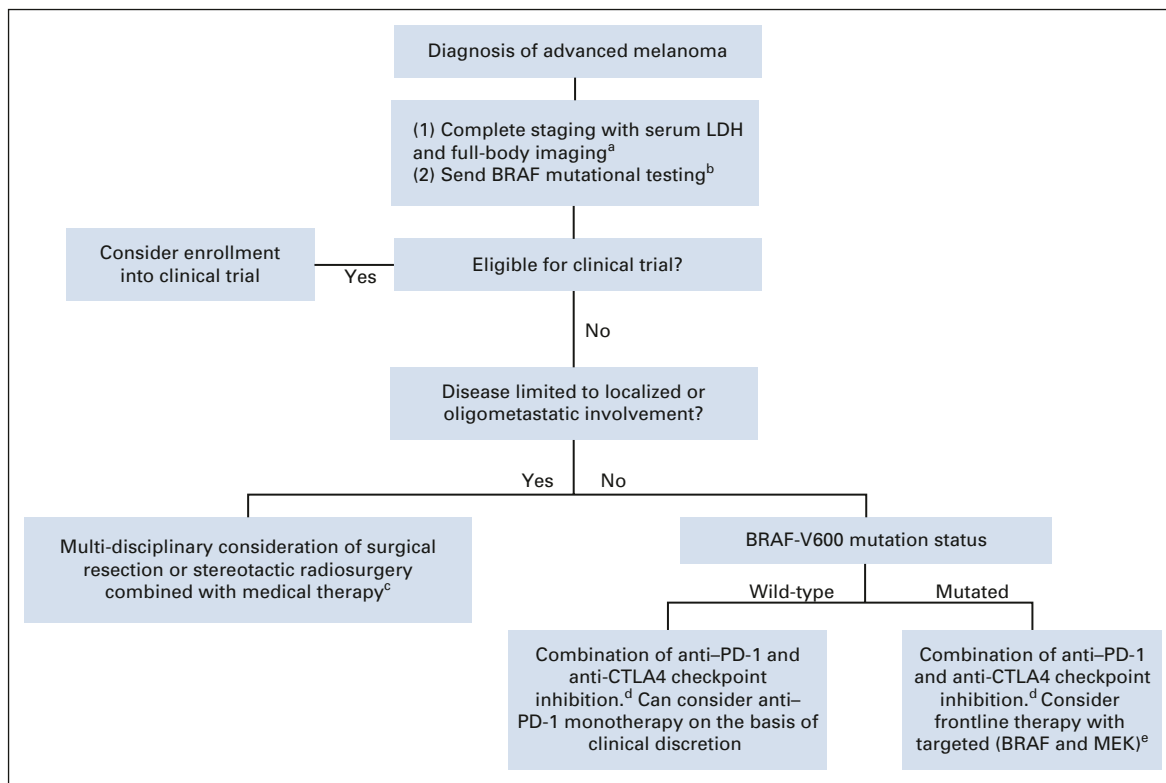 Diagnosis of advanced melanoma
(1) Complete staging with serum LDH
and full-body imagingᵃ
(2) Send BRAF mutational testingᵇ
Consider enrollment
into clinical trial
Yes
Eligible for clinical trial?
No
Disease limited to localized or
oligometastatic involvement?
Yes
No
Multi-disciplinary consideration of surgical
resection or stereotactic radiosurgery
combined with medical therapyᶜ
BRAF-V600 mutation status
Wild-type
Mutated
Combination of anti–PD-1 and
anti-CTLA4 checkpoint
inhibition.ᵈ Can consider anti–
PD-1 monotherapy on the basis of
clinical discretion
Combination of anti–PD-1
and anti-CTLA4 checkpoint
inhibition.ᵈ Consider
frontline therapy with
targeted (BRAF and MEK)ᵉ